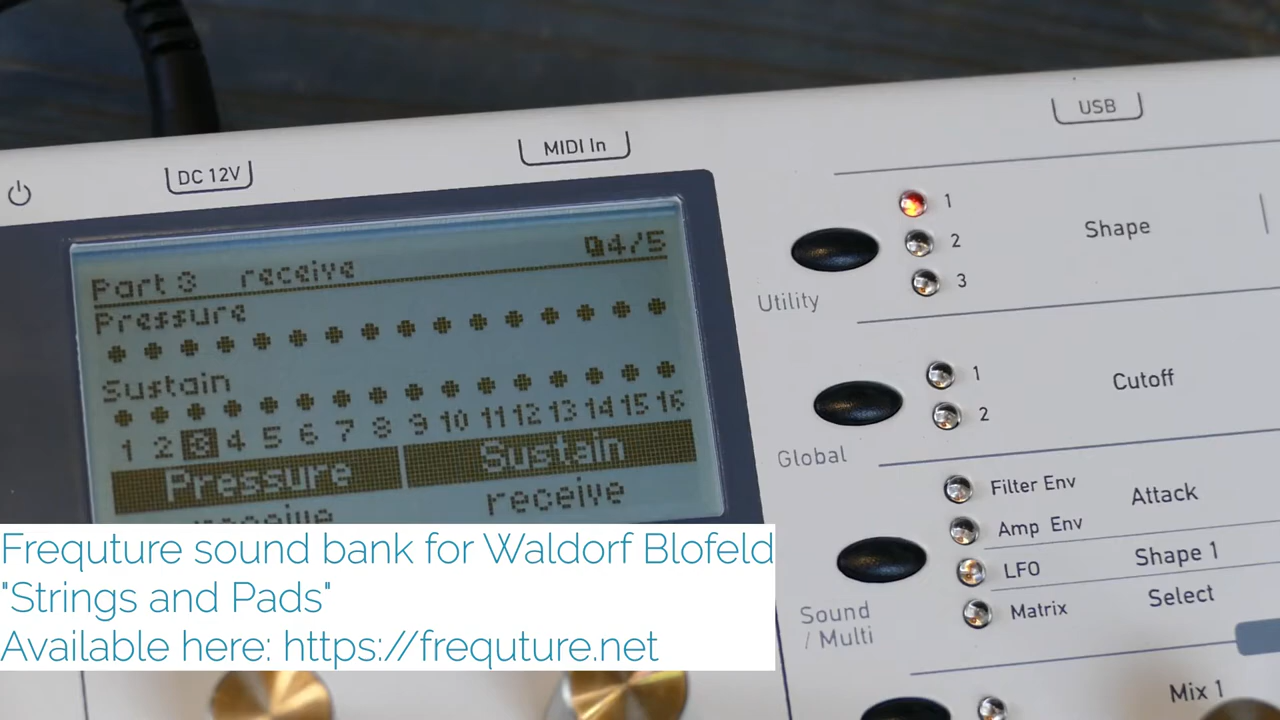 USB
MIDI In
DC 12V
Part 3 receive 04/5
Pressure
Sustain
1 2 3 4 5 6 7 8 9 10 11 12 13 14 15 16
Pressure Sustain
receive receive
1
2
3
Shape
Utility
1
2
Cutoff
Global
Filter Env
Attack
Amp Env
LFO
Shape 1
Matrix
Select
Sound
/ Multi
Mix 1
Frequture sound bank for Waldorf Blofeld
"Strings and Pads"
Available here: https://frequture.net